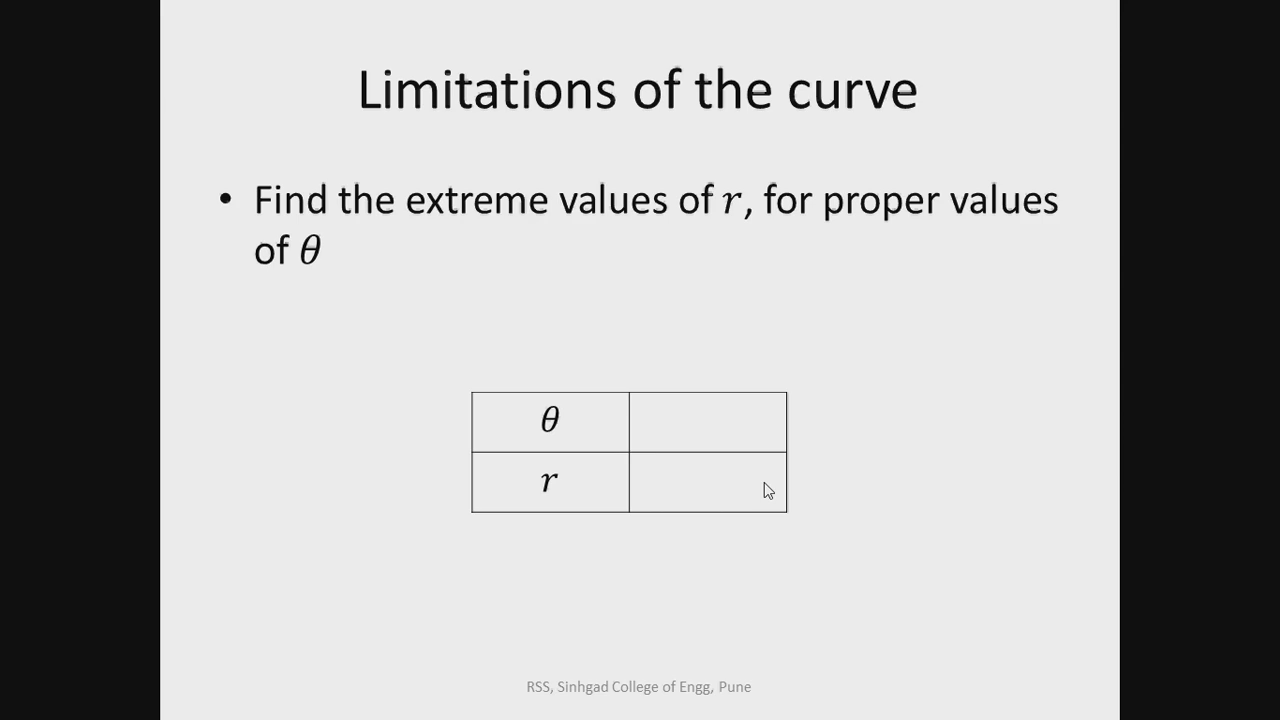 Limitations of the curve
• Find the extreme values of r, for proper values
of θ
θ
r
RSS, Sinhgad College of Engg, Pune